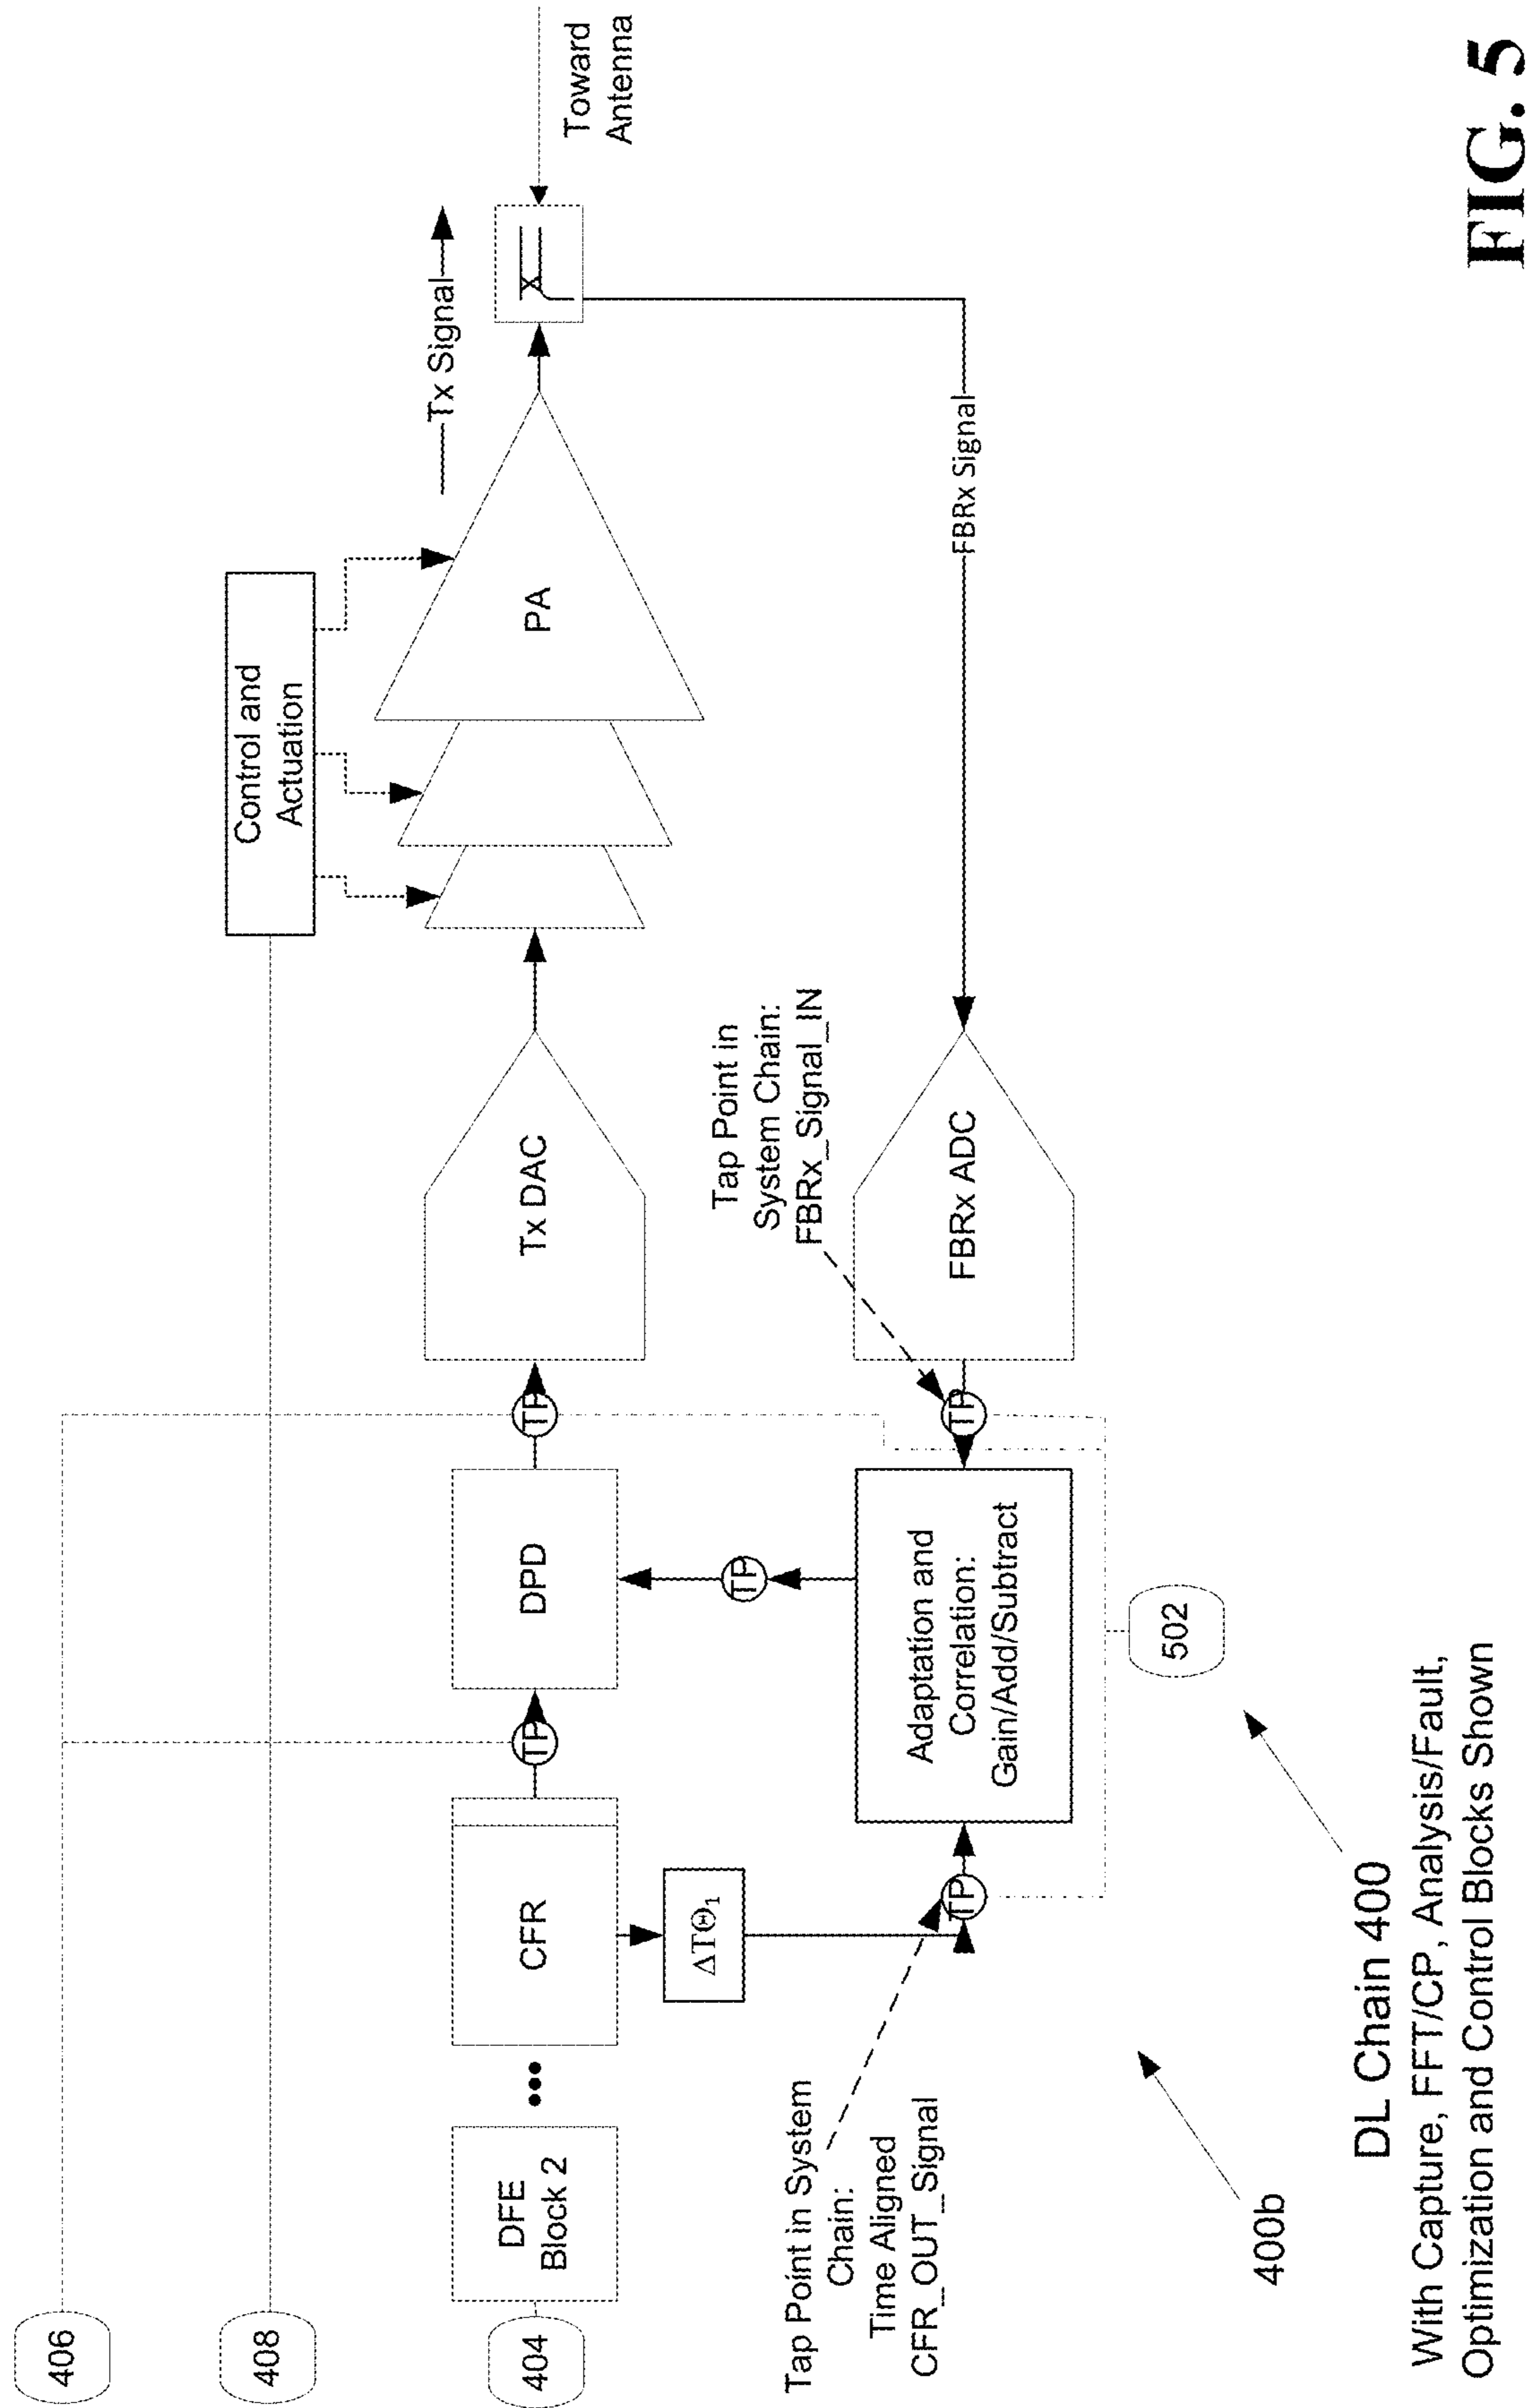 406
408
404
DFE
Block 2
•••
CFR
TP
DPD
TP
Tx DAC
Control and
Actuation
PA
Tx Signal
Toward
Antenna
FBRx Signal
ΔTΘ₁
TP
Tap Point in System
Chain:
Time Aligned
CFR_OUT_Signal
TP
Adaptation and
Correlation:
Gain/Add/Subtract
TP
Tap Point in
System Chain:
FBRx_Signal_IN
FBRx ADC
502
400b
DL Chain 400
With Capture, FFT/CP, Analysis/Fault,
Optimization and Control Blocks Shown
FIG. 5